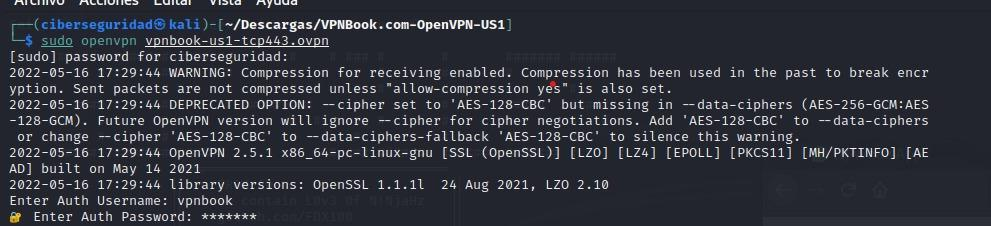 Archivo Acciones Editar Vista Ayuda
┌──(ciberseguridad㉿kali)-[~/Descargas/VPNBook.com-OpenVPN-US1]
└─$ sudo openvpn vpnbook-us1-tcp443.ovpn
[sudo] password for ciberseguridad:
2022-05-16 17:29:44 WARNING: Compression for receiving enabled. Compression has been used in the past to break encr
yption. Sent packets are not compressed unless "allow-compression yes" is also set.
2022-05-16 17:29:44 DEPRECATED OPTION: --cipher set to 'AES-128-CBC' but missing in --data-ciphers (AES-256-GCM:AES
-128-GCM). Future OpenVPN version will ignore --cipher for cipher negotiations. Add 'AES-128-CBC' to --data-ciphers
 or change --cipher 'AES-128-CBC' to --data-ciphers-fallback 'AES-128-CBC' to silence this warning.
2022-05-16 17:29:44 OpenVPN 2.5.1 x86_64-pc-linux-gnu [SSL (OpenSSL)] [LZO] [LZ4] [EPOLL] [PKCS11] [MH/PKTINFO] [AE
AD] built on May 14 2021
2022-05-16 17:29:44 library versions: OpenSSL 1.1.1l  24 Aug 2021, LZO 2.10
Enter Auth Username: vpnbook
🔐 Enter Auth Password: *******